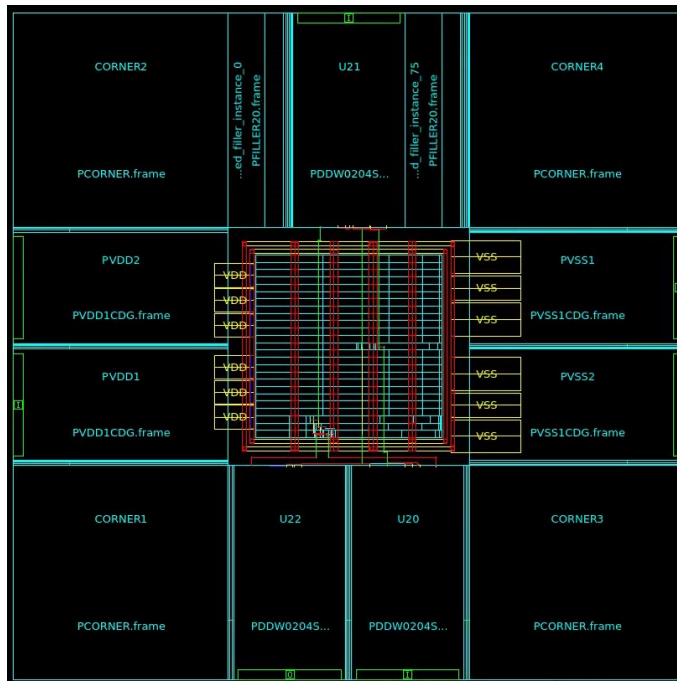 I
CORNER2
U21
CORNER4
...ed_filler_instance_0
PFILLER20.frame
...d_filler_instance_75
PFILLER20.frame
PCORNER.frame
PDDW0204S...
PCORNER.frame
PVDD2
VSS
PVSS1
VDD
VSS
VDD
PVDD1CDG.frame
VSS
PVSS1CDG.frame
VDD
PVDD1
VDD
VSS
PVSS2
VDD
I
VSS
VDD
PVDD1CDG.frame
VSS
PVSS1CDG.frame
CORNER1
U22
U20
CORNER3
PCORNER.frame
PDDW0204S...
PDDW0204S...
PCORNER.frame
O
I